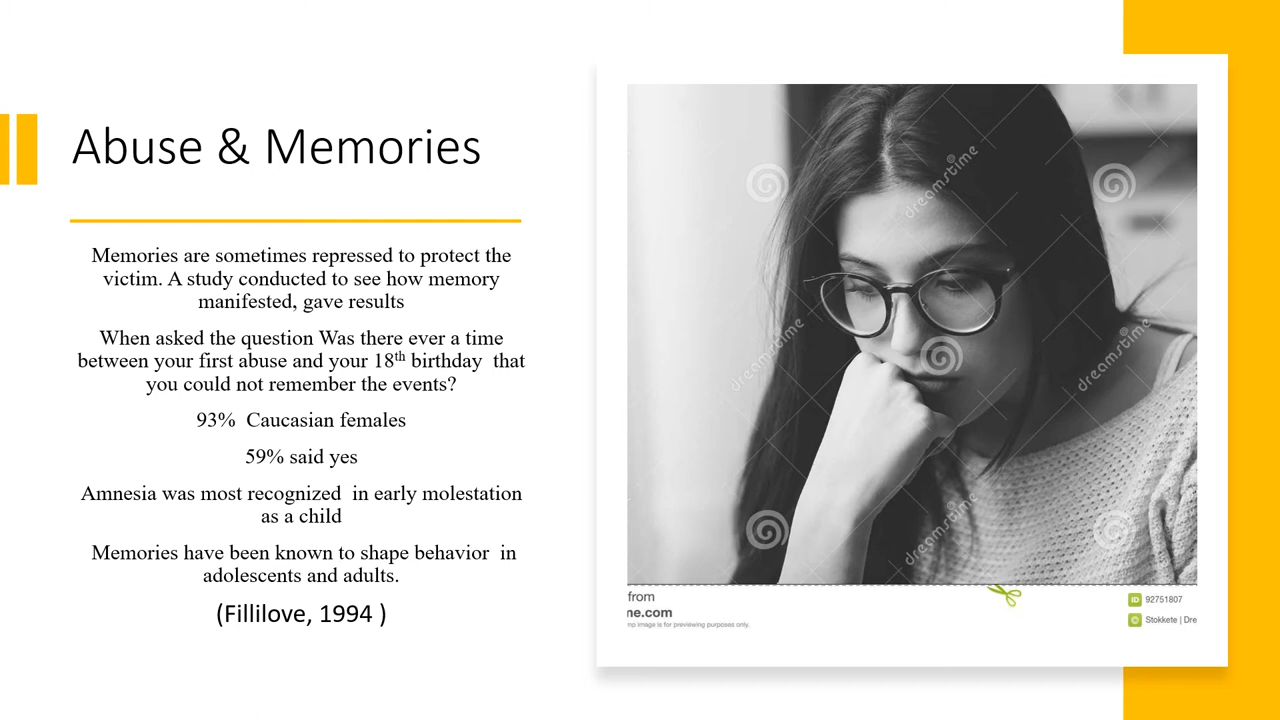 Abuse & Memories
Memories are sometimes repressed to protect the
victim. A study conducted to see how memory
manifested, gave results
When asked the question Was there ever a time
between your first abuse and your 18th birthday  that
you could not remember the events?
93%  Caucasian females
59% said yes
Amnesia was most recognized  in early molestation
as a child
Memories have been known to shape behavior  in
adolescents and adults.
(Fillilove, 1994 )
dreamstime
dreamstime
dreamstime
dreamstime
from
ne.com
mp image is for previewing purposes only.
ID 92751807
Stokkete | Dre